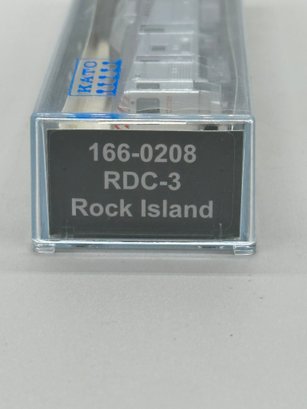 KATO
166-0208
RDC-3
Rock Island